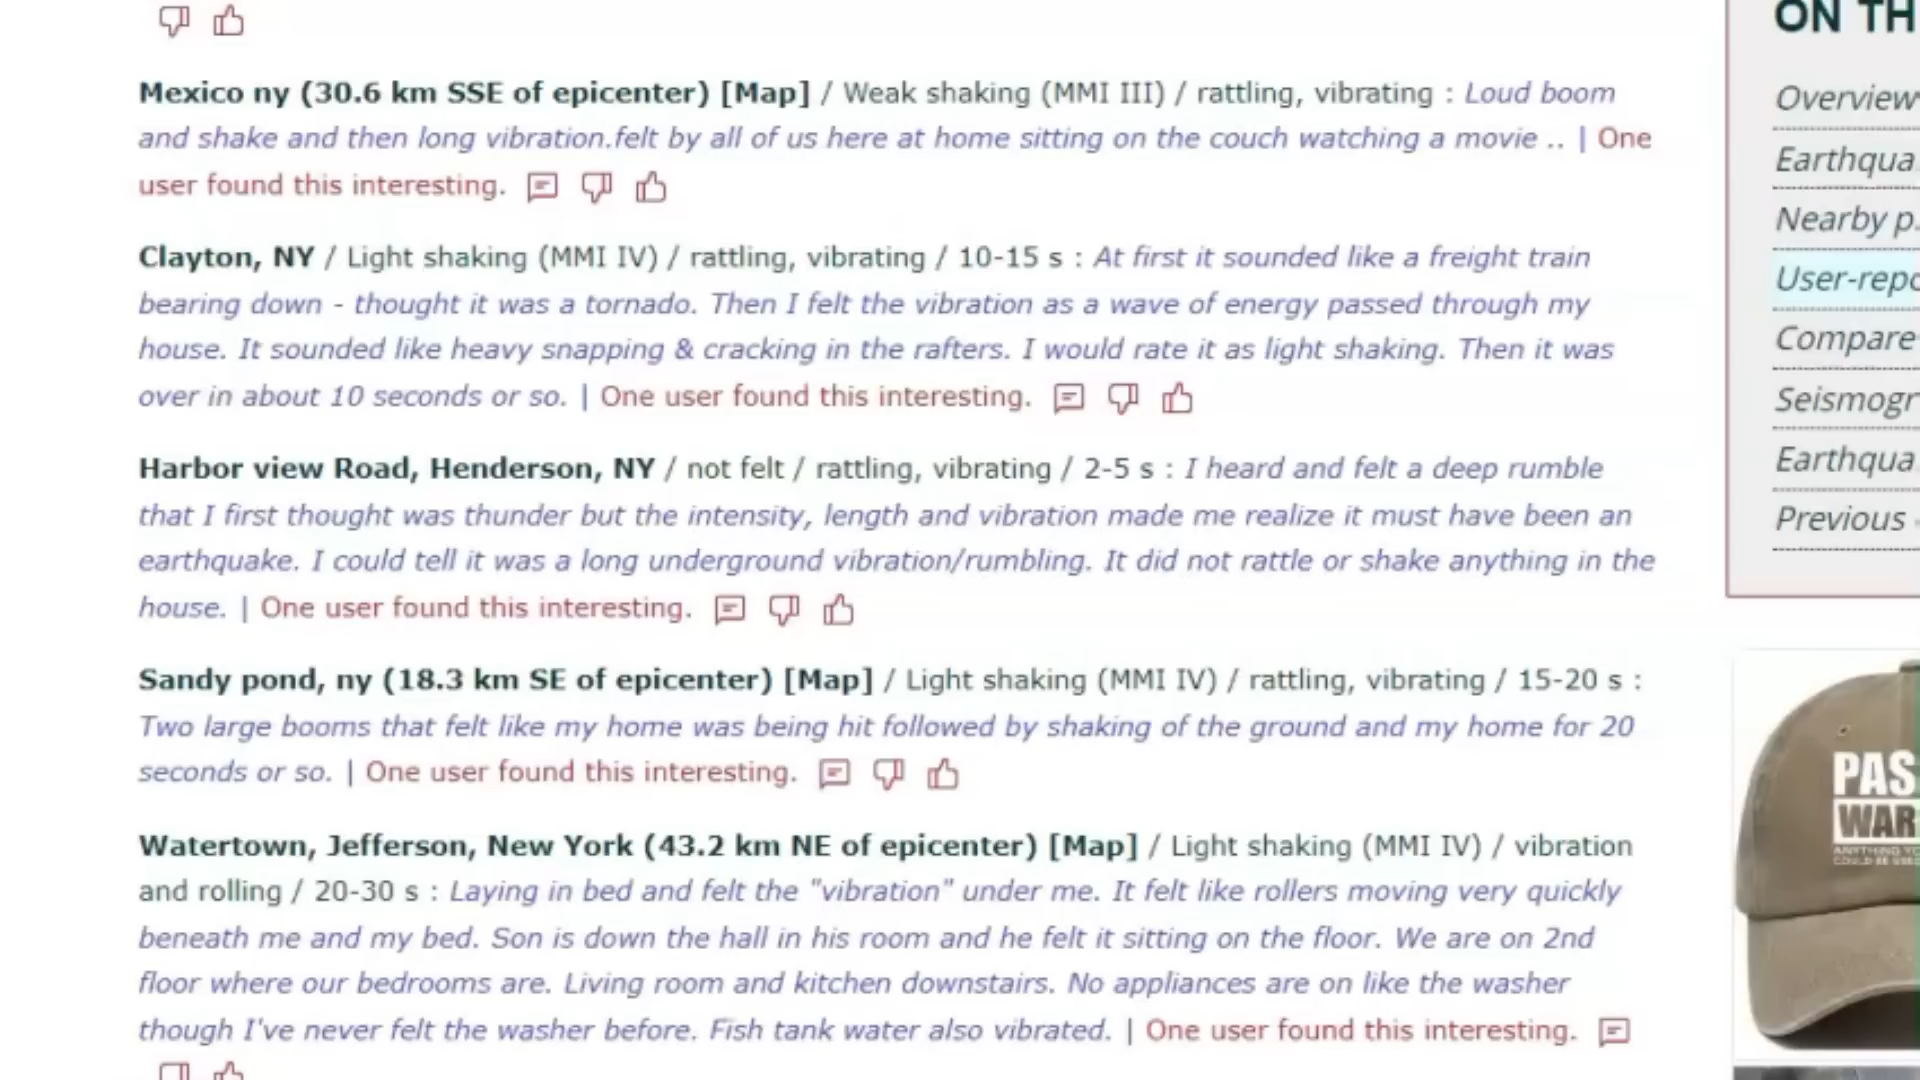 Mexico ny (30.6 km SSE of epicenter) [Map] / Weak shaking (MMI III) / rattling, vibrating : Loud boom
and shake and then long vibration.felt by all of us here at home sitting on the couch watching a movie .. | One
user found this interesting.
Clayton, NY / Light shaking (MMI IV) / rattling, vibrating / 10-15 s : At first it sounded like a freight train
bearing down - thought it was a tornado. Then I felt the vibration as a wave of energy passed through my
house. It sounded like heavy snapping & cracking in the rafters. I would rate it as light shaking. Then it was
over in about 10 seconds or so. | One user found this interesting.
Harbor view Road, Henderson, NY / not felt / rattling, vibrating / 2-5 s : I heard and felt a deep rumble
that I first thought was thunder but the intensity, length and vibration made me realize it must have been an
earthquake. I could tell it was a long underground vibration/rumbling. It did not rattle or shake anything in the
house. | One user found this interesting.
Sandy pond, ny (18.3 km SE of epicenter) [Map] / Light shaking (MMI IV) / rattling, vibrating / 15-20 s :
Two large booms that felt like my home was being hit followed by shaking of the ground and my home for 20
seconds or so. | One user found this interesting.
Watertown, Jefferson, New York (43.2 km NE of epicenter) [Map] / Light shaking (MMI IV) / vibration
and rolling / 20-30 s : Laying in bed and felt the "vibration" under me. It felt like rollers moving very quickly
beneath me and my bed. Son is down the hall in his room and he felt it sitting on the floor. We are on 2nd
floor where our bedrooms are. Living room and kitchen downstairs. No appliances are on like the washer
though I've never felt the washer before. Fish tank water also vibrated. | One user found this interesting.
ON TH
Overview
Earthqua
Nearby p
User-repo
Compare
Seismogr
Earthqua
Previous
PAS
WAR